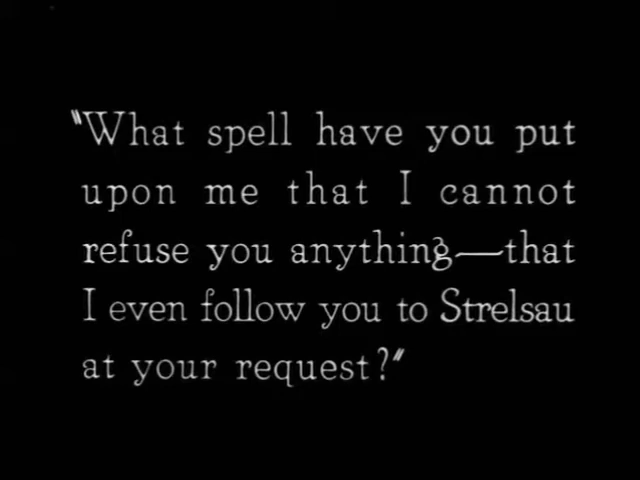 "What spell have you put
upon me that I cannot
refuse you anything—that
I even follow you to Strelsau
at your request?"